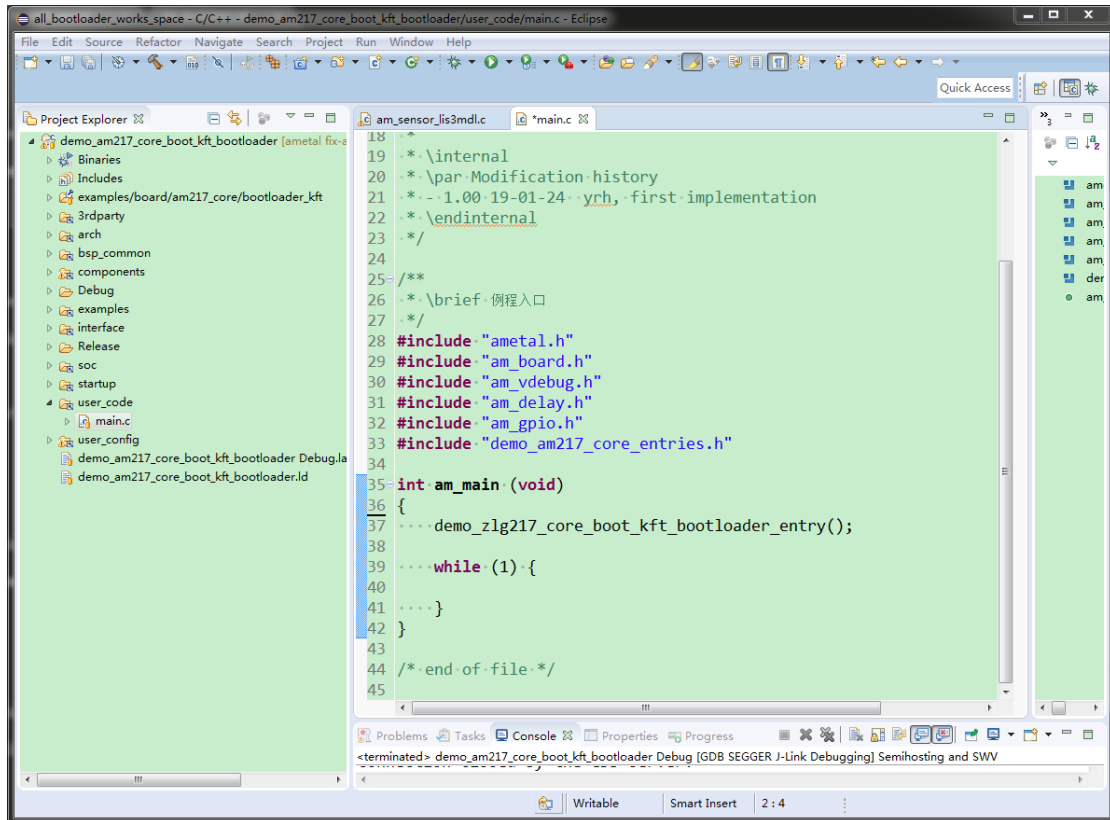 all_bootloader_works_space - C/C++ - demo_am217_core_boot_kft_bootloader/user_code/main.c - Eclipse
File Edit Source Refactor Navigate Search Project Run Window Help
Quick Access
Project Explorer
demo_am217_core_boot_kft_bootloader [ametal fix-a
Binaries
Includes
examples/board/am217_core/bootloader_kft
3rdparty
arch
bsp_common
components
Debug
examples
interface
Release
soc
startup
user_code
main.c
user_config
demo_am217_core_boot_kft_bootloader Debug.la
demo_am217_core_boot_kft_bootloader.ld
am_sensor_lis3mdl.c *main.c
18 *
19 * \internal
20 * \par Modification history
21 * - 1.00 19-01-24 yrh, first implementation
22 * \endinternal
23 */
24
25 /**
26 * \brief 例程入口
27 */
28 #include "ametal.h"
29 #include "am_board.h"
30 #include "am_vdebug.h"
31 #include "am_delay.h"
32 #include "am_gpio.h"
33 #include "demo_am217_core_entries.h"
34
35 int am_main (void)
36 {
37 demo_zlg217_core_boot_kft_bootloader_entry();
38
39 while (1) {
40
41 }
42 }
43
44 /* end of file */
45
am
am_
am_
am_
am_
der
am_
Problems Tasks Console Properties Progress
<terminated> demo_am217_core_boot_kft_bootloader Debug [GDB SEGGER J-Link Debugging] Semihosting and SWV
Writable Smart Insert 2 : 4